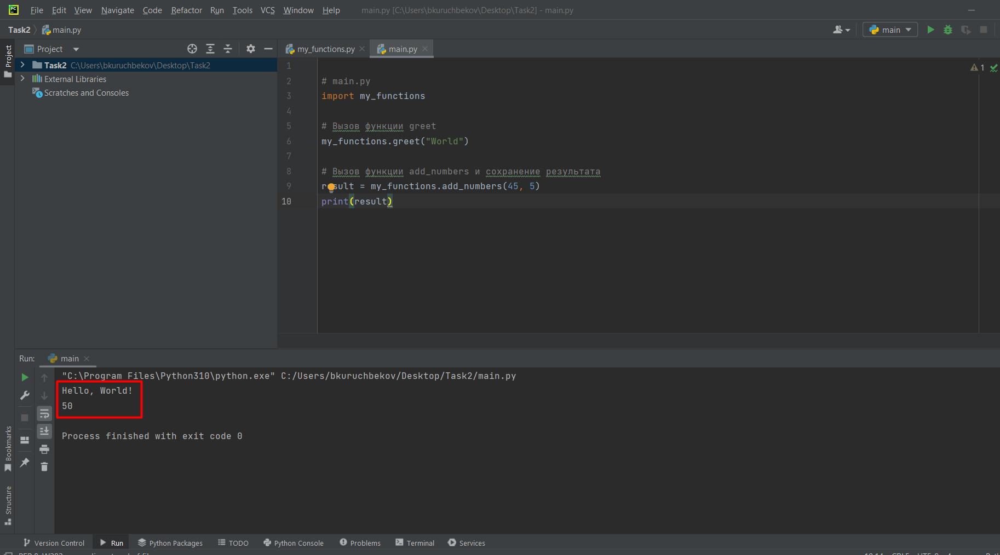 PC
File Edit View Navigate Code Refactor Run Tools VCS Window Help main.py [C:\Users\bkuruchbekov\Desktop\Task2] - main.py
Task2 main.py main
Project my_functions.py main.py
Project
Task2 C:\Users\bkuruchbekov\Desktop\Task2
External Libraries
Scratches and Consoles
1
2 # main.py
3 import my_functions
4
5 # Вызов функции greet
6 my_functions.greet("World")
7
8 # Вызов функции add_numbers и сохранение результата
9 result = my_functions.add_numbers(45, 5)
10 print(result)
1
Run: main
"C:\Program Files\Python310\python.exe" C:/Users/bkuruchbekov/Desktop/Task2/main.py
Hello, World!
50
Process finished with exit code 0
Bookmarks
Structure
Version Control Run Python Packages TODO Python Console Problems Terminal Services